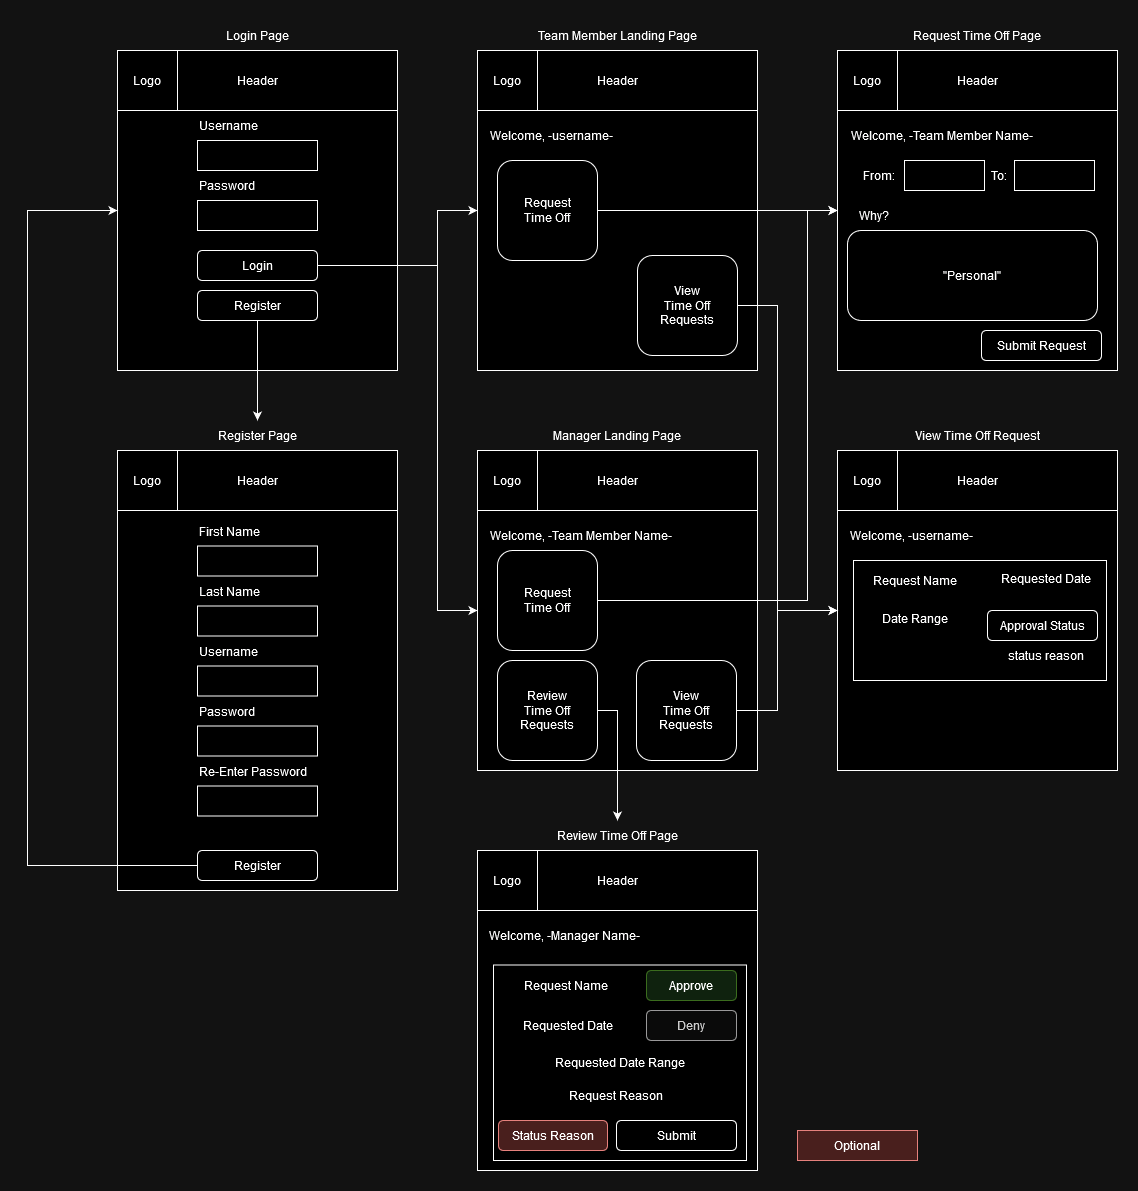 Login Page
Logo
Header
Username
Password
Login
Register
Team Member Landing Page
Logo
Header
Welcome, -username-
Request
Time Off
View
Time Off
Requests
Request Time Off Page
Logo
Header
Welcome, -Team Member Name-
From:
To:
Why?
"Personal"
Submit Request
Register Page
Logo
Header
First Name
Last Name
Username
Password
Re-Enter Password
Register
Manager Landing Page
Logo
Header
Welcome, -Team Member Name-
Request
Time Off
Review
Time Off
Requests
View
Time Off
Requests
View Time Off Request
Logo
Header
Welcome, -username-
Request Name
Requested Date
Date Range
Approval Status
status reason
Review Time Off Page
Logo
Header
Welcome, -Manager Name-
Request Name
Approve
Requested Date
Deny
Requested Date Range
Request Reason
Status Reason
Submit
Optional